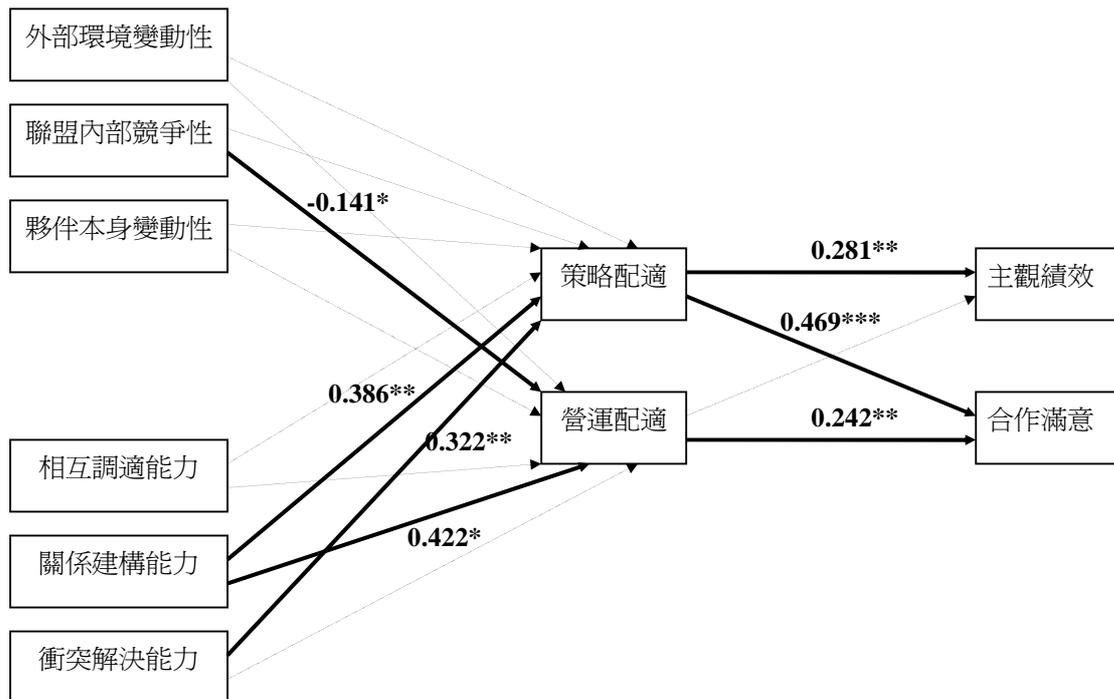 外部環境變動性
聯盟內部競爭性
夥伴本身變動性
-0.141*
策略配適
0.281**
主觀績效
0.469***
0.386**
營運配適
0.242**
合作滿意
0.322**
相互調適能力
0.422*
關係建構能力
衝突解決能力